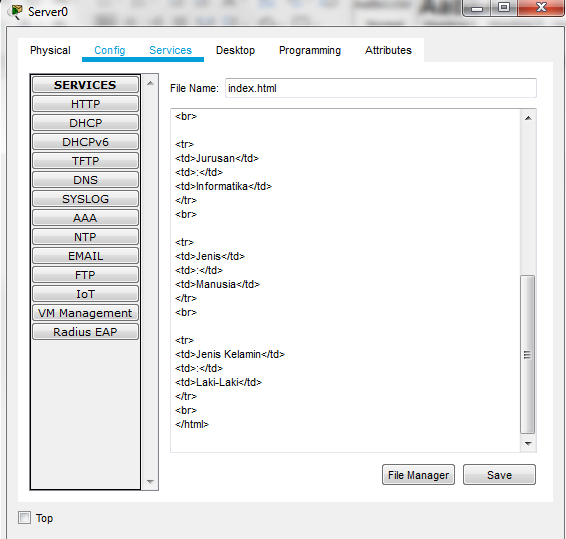 Server0
Physical Config Services Desktop Programming Attributes
SERVICES
HTTP
DHCP
DHCPv6
TFTP
DNS
SYSLOG
AAA
NTP
EMAIL
FTP
IoT
VM Management
Radius EAP
File Name: index.html
<br>
<tr>
<td>Jurusan</td>
<td>:</td>
<td>Informatika</td>
</tr>
<br>
<tr>
<td>Jenis</td>
<td>:</td>
<td>Manusia</td>
</tr>
<br>
<tr>
<td>Jenis Kelamin</td>
<td>:</td>
<td>Laki-Laki</td>
</tr>
<br>
</html>
File Manager Save
Top